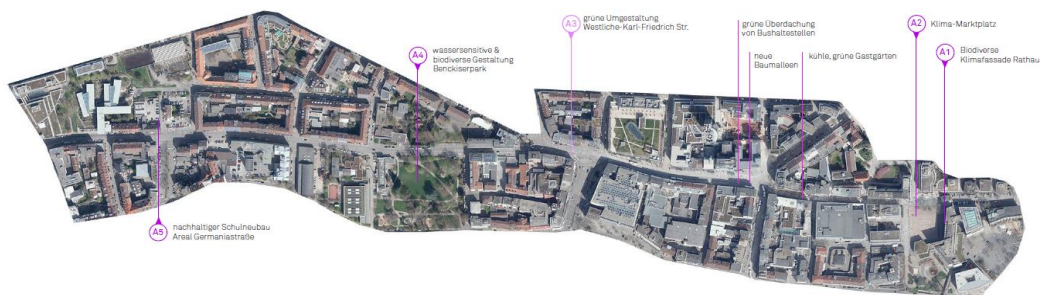 A4
wassersensitive &
biodiverse Gestaltung
Benckiserpark
A3
grüne Umgestaltung
Westliche-Karl-Friedrich Str.
grüne Überdachung
von Bushaltestellen
neue
Baumalleen
kühle, grüne Gastgärten
A2
Klima-Marktplatz
A1
Biodiverse
Klimafassade Rathau
A5
nachhaltiger Schulneubau
Areal Germaniastraße